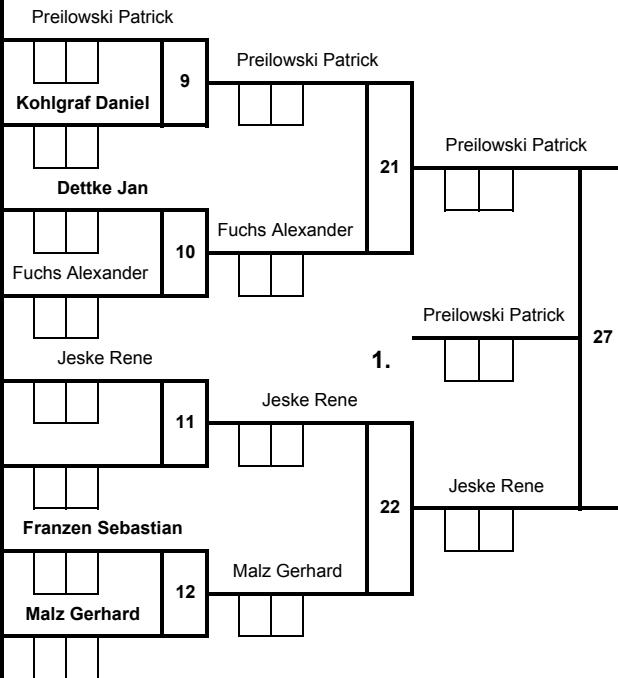 Preilowski Patrick
9
Preilowski Patrick
Kohlgraf Daniel
Preilowski Patrick
21
Dettke Jan
Fuchs Alexander
10
Fuchs Alexander
Preilowski Patrick
27
Jeske Rene
1.
Jeske Rene
11
Jeske Rene
22
Franzen Sebastian
Malz Gerhard
12
Malz Gerhard